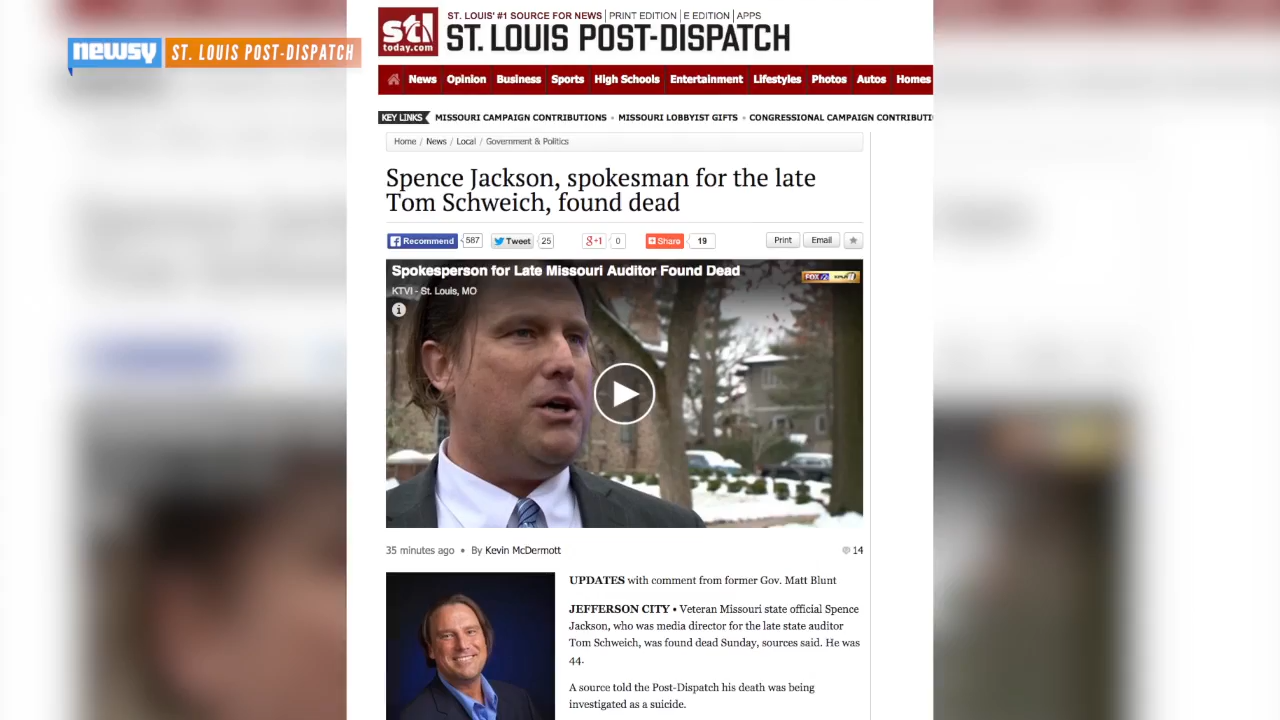 newsy ST. LOUIS POST-DISPATCH
stl today.com
ST. LOUIS' #1 SOURCE FOR NEWS | PRINT EDITION | E EDITION | APPS
ST. LOUIS POST-DISPATCH
News Opinion Business Sports High Schools Entertainment Lifestyles Photos Autos Homes
KEY LINKS MISSOURI CAMPAIGN CONTRIBUTIONS • MISSOURI LOBBYIST GIFTS • CONGRESSIONAL CAMPAIGN CONTRIBUTI
Home / News / Local / Government & Politics
Spence Jackson, spokesman for the late
Tom Schweich, found dead
Recommend 587 Tweet 25 g+1 0 Share 19 Print Email
Spokesperson for Late Missouri Auditor Found Dead
FOX 2 KPLR 11
KTVI - St. Louis, MO
35 minutes ago • By Kevin McDermott 14
UPDATES with comment from former Gov. Matt Blunt
JEFFERSON CITY • Veteran Missouri state official Spence
Jackson, who was media director for the late state auditor
Tom Schweich, was found dead Sunday, sources said. He was
44.
A source told the Post-Dispatch his death was being
investigated as a suicide.